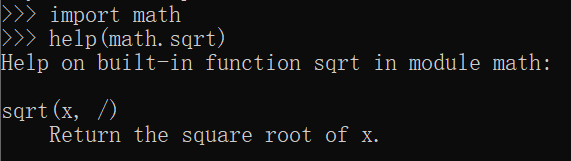 >>> import math
>>> help(math.sqrt)
Help on built-in function sqrt in module math:
sqrt(x, /)
    Return the square root of x.